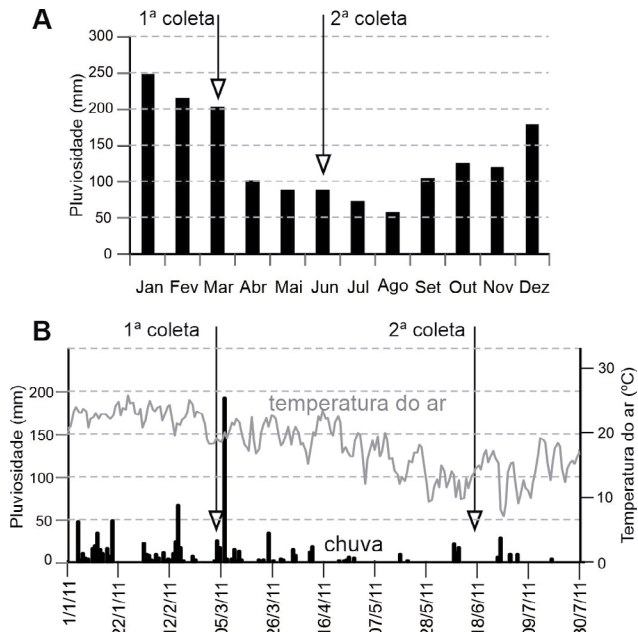 A
1ª coleta
2ª coleta
Pluviosidade (mm)
300
250
200
150
100
50
0
Jan Fev Mar Abr Mai Jun Jul Ago Set Out Nov Dez
B
1ª coleta
2ª coleta
Pluviosidade (mm)
200
150
100
50
0
temperatura do ar
chuva
Temperatura do ar (ºC)
30
20
10
0
1/1/11
22/1/11
12/2/11
05/3/11
26/3/11
16/4/11
07/5/11
28/5/11
18/6/11
09/7/11
30/7/11